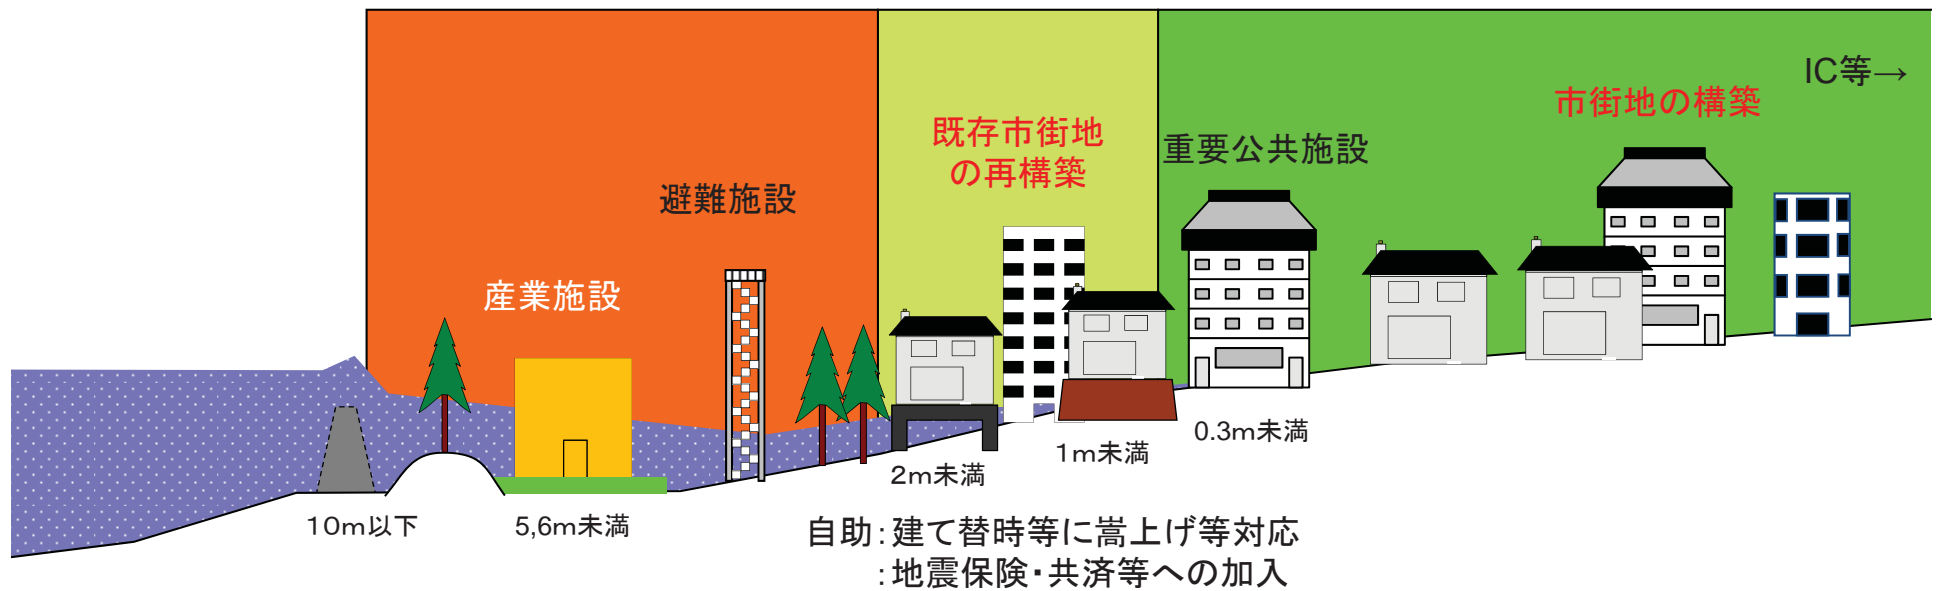 IC等→
市街地の構築
既存市街地
の再構築
重要公共施設
避難施設
産業施設
0.3m未満
1m未満
2m未満
10m以下
5,6m未満
自助:建て替時等に嵩上げ等対応
:地震保険・共済等への加入